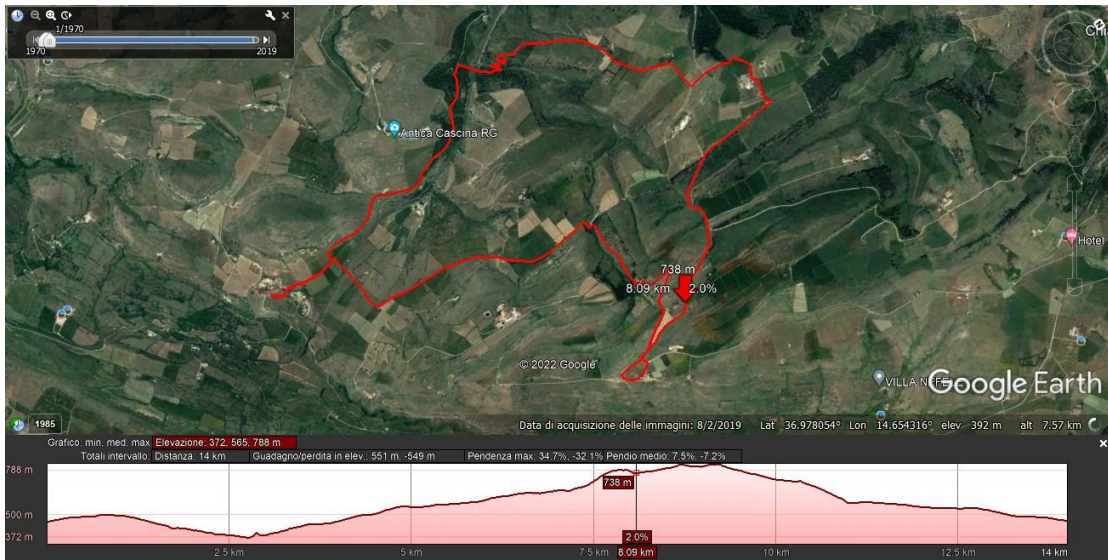 1/1970
1970
2019
Chi
Antica Cascina RG
Hotel
738 m
8.09 km
2.0%
© 2022 Google
Google Earth
1985
Data di acquisizione delle immagini: 8/2/2019 Lat 36.978054° Lon 14.654316° elev 392 m alt 7.57 km
Grafico: min. med. max Elevazione: 372, 565, 788 m
Totali intervallo: Distanza: 14 km Guadagno/perdita in elev.: 551 m. -549 m Pendenza max: 34.7%, -32.1% Pendio medio: 7.5%, -7.2%
788 m
738 m
500 m
372 m
2.0%
2.5 km
5 km
7.5 km
8.09 km
10 km
12.5 km
14 km